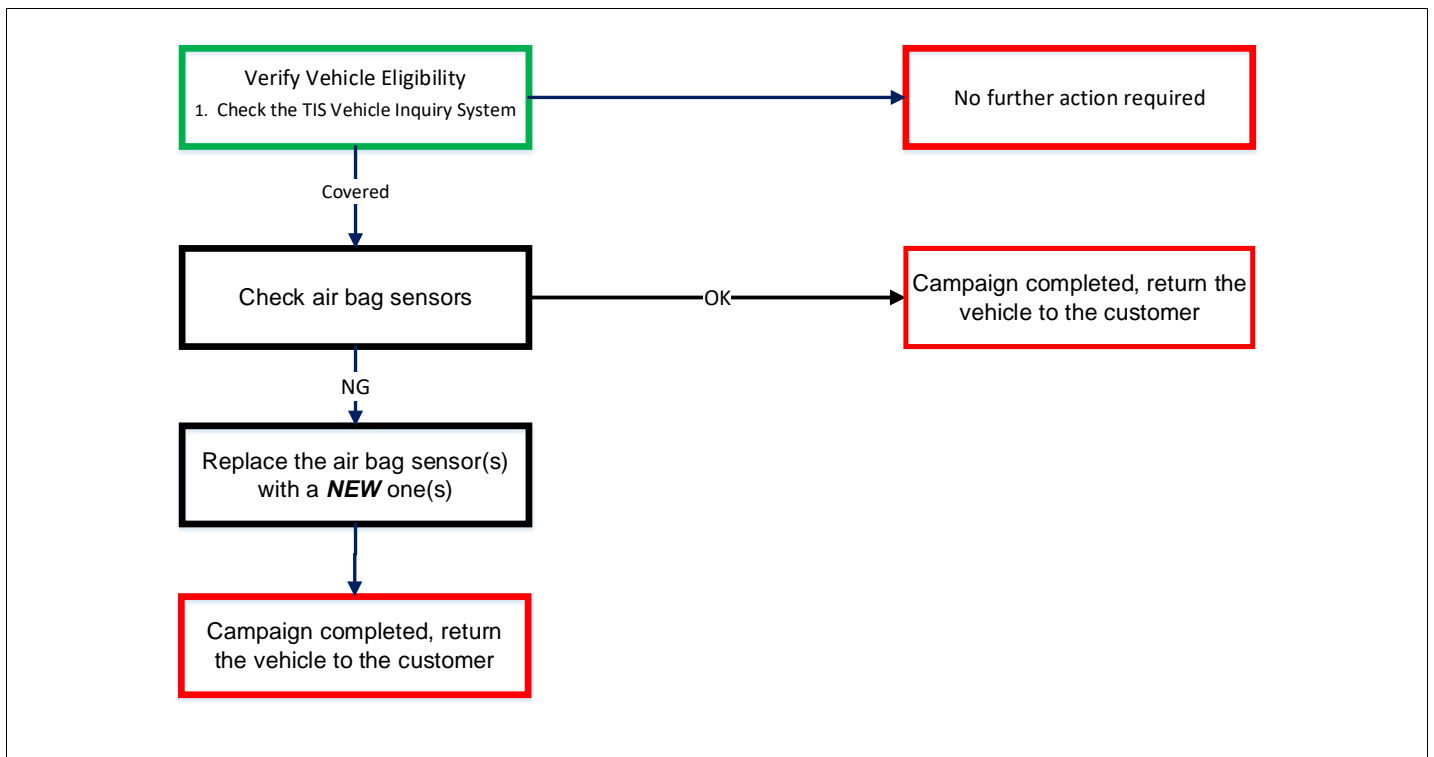 Verify Vehicle Eligibility
1. Check the TIS Vehicle Inquiry System
No further action required
Covered
Check air bag sensors
OK
Campaign completed, return the
vehicle to the customer
NG
Replace the air bag sensor(s)
with a NEW one(s)
Campaign completed, return
the vehicle to the customer